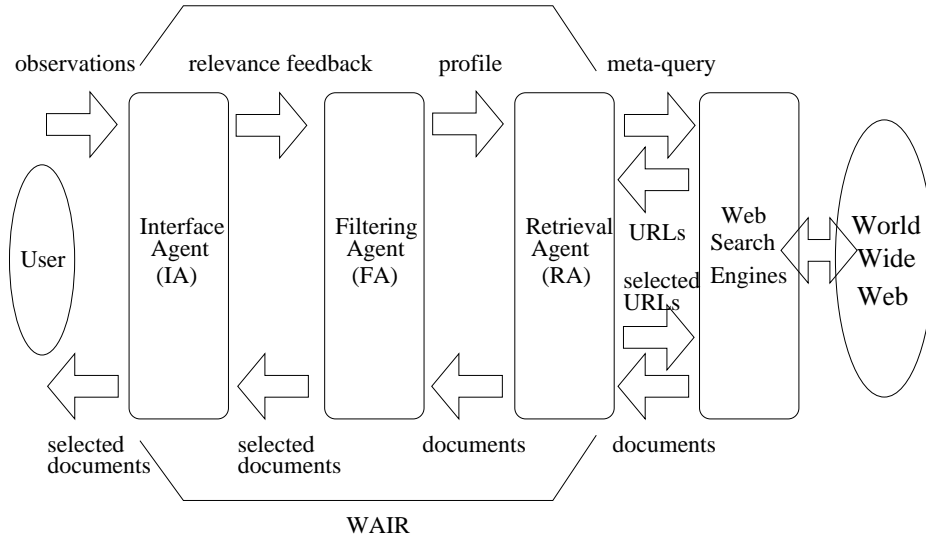 observations
relevance feedback
profile
meta-query
User
Interface
Agent
(IA)
Filtering
Agent
(FA)
Retrieval
Agent
(RA)
URLs
selected
URLs
Web
Search
Engines
World
Wide
Web
selected
documents
selected
documents
documents
documents
WAIR